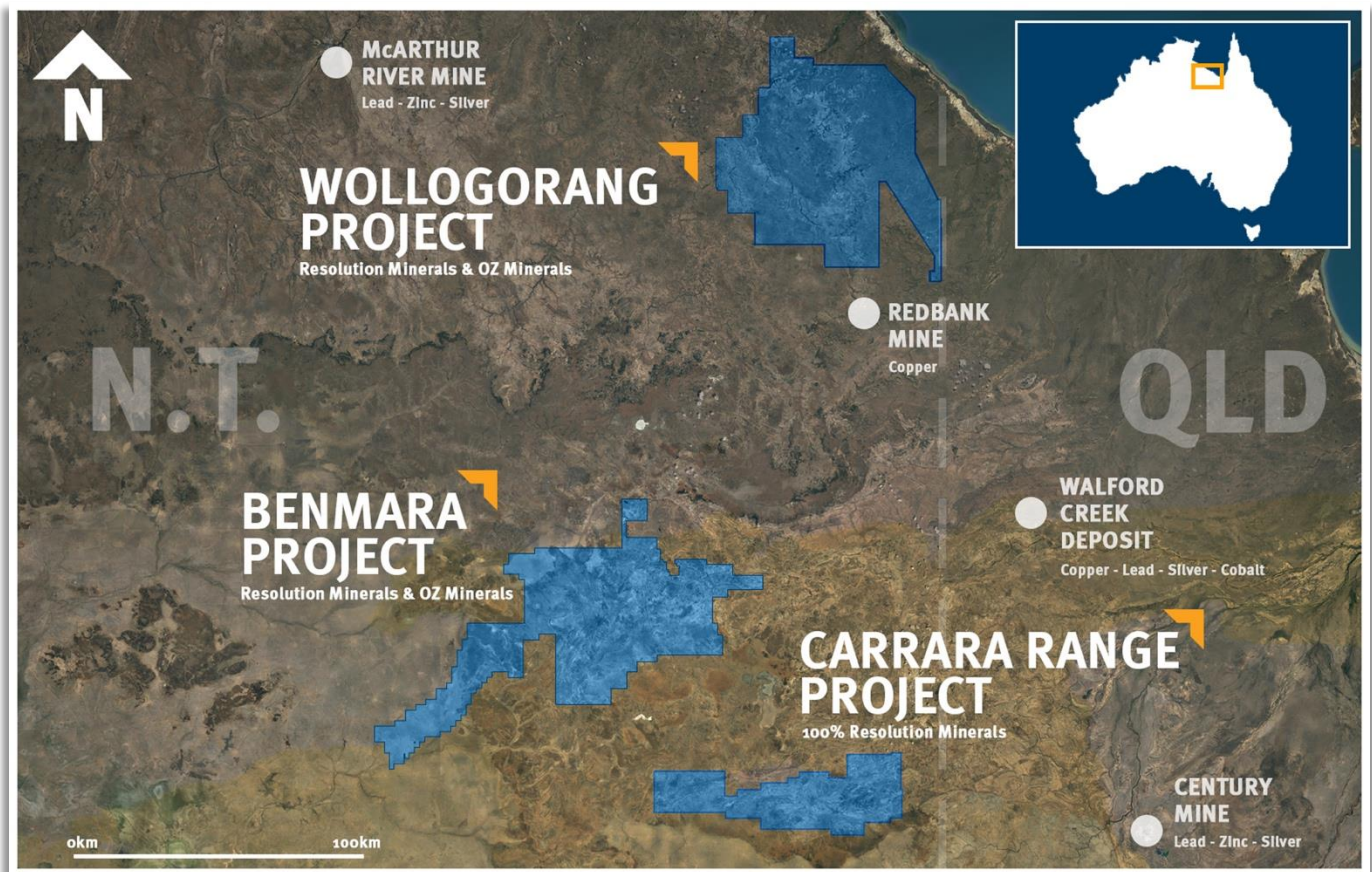 N
McARTHUR
RIVER MINE
Lead - Zinc - Silver
WOLLOGORANG
PROJECT
Resolution Minerals & OZ Minerals
REDBANK
MINE
Copper
N.T.
QLD
BENMARA
PROJECT
Resolution Minerals & OZ Minerals
WALFORD
CREEK
DEPOSIT
Copper - Lead - Silver - Cobalt
CARRARA RANGE
PROJECT
100% Resolution Minerals
CENTURY
MINE
Lead - Zinc - Silver
0km
100km